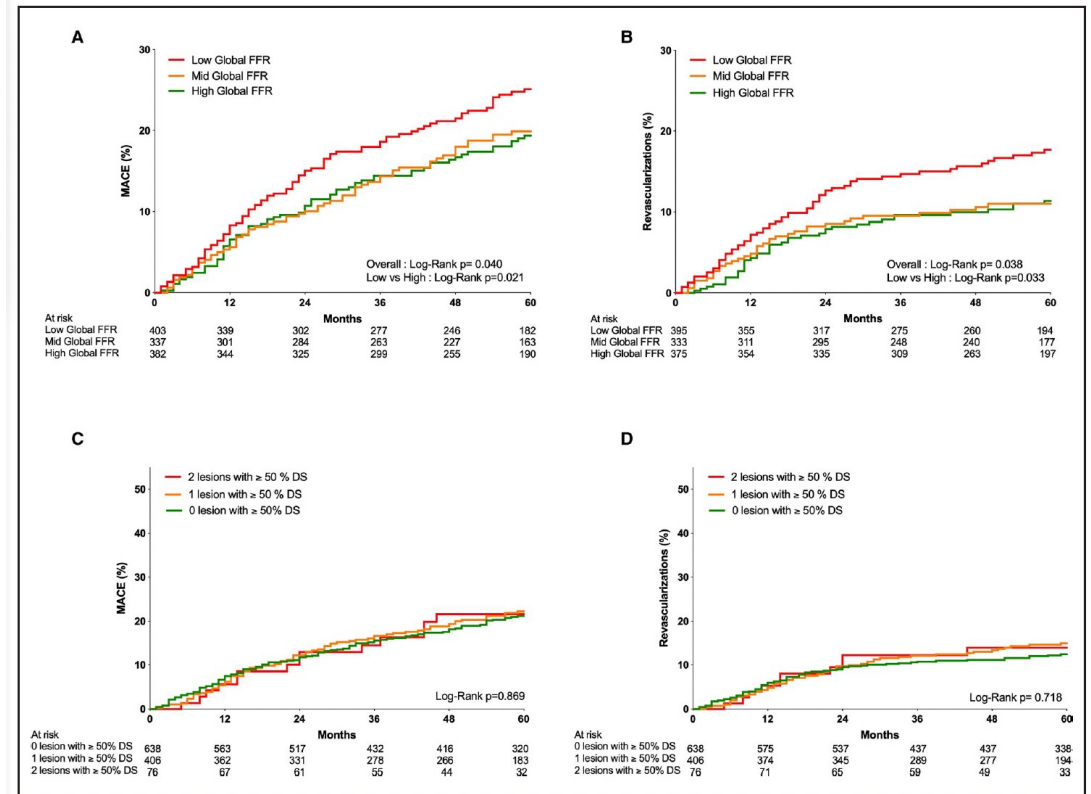 A
30
20
10
0
MACE (%)
Low Global FFR
Mid Global FFR
High Global FFR
Overall : Log-Rank p= 0.040
Low vs High : Log-Rank p=0.021
0 12 24 36 48 60
Months
At risk
Low Global FFR 403 339 302 277 246 182
Mid Global FFR 337 301 284 263 227 163
High Global FFR 382 344 325 299 255 190
B
30
20
10
0
Revascularizations (%)
Low Global FFR
Mid Global FFR
High Global FFR
Overall : Log-Rank p= 0.038
Low vs High : Log-Rank p=0.033
0 12 24 36 48 60
Months
At risk
Low Global FFR 395 355 317 275 260 194
Mid Global FFR 333 311 295 248 240 177
High Global FFR 375 354 335 309 263 197
C
50
40
30
20
10
0
MACE (%)
2 lesions with ≥ 50 % DS
1 lesion with ≥ 50 % DS
0 lesion with ≥ 50% DS
Log-Rank p=0.869
0 12 24 36 48 60
Months
At risk
0 lesion with ≥ 50% DS 638 563 517 432 416 320
1 lesion with ≥ 50% DS 406 362 331 278 266 183
2 lesions with ≥ 50% DS 76 67 61 55 44 32
D
50
40
30
20
10
0
Revascularizations (%)
2 lesions with ≥ 50 % DS
1 lesion with ≥ 50 % DS
0 lesion with ≥ 50% DS
Log-Rank p= 0.718
0 12 24 36 48 60
Months
At risk
0 lesion with ≥ 50% DS 638 575 537 437 437 338
1 lesion with ≥ 50% DS 406 374 345 289 277 194
2 lesions with ≥50% DS 76 71 65 59 49 33